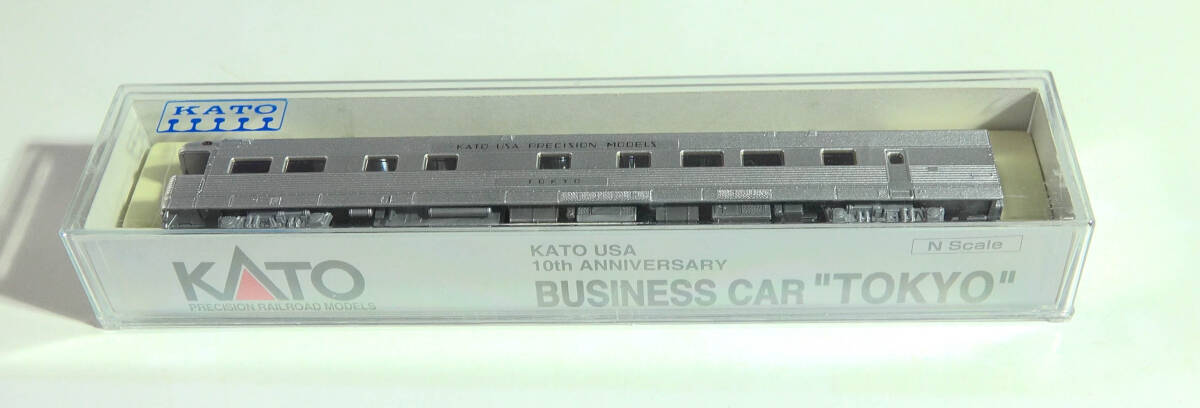 KATO
KATO USA PRECISION MODELS
TOKYO
KATO
PRECISION RAILROAD MODELS
KATO USA
10th ANNIVERSARY
BUSINESS CAR "TOKYO"
N Scale